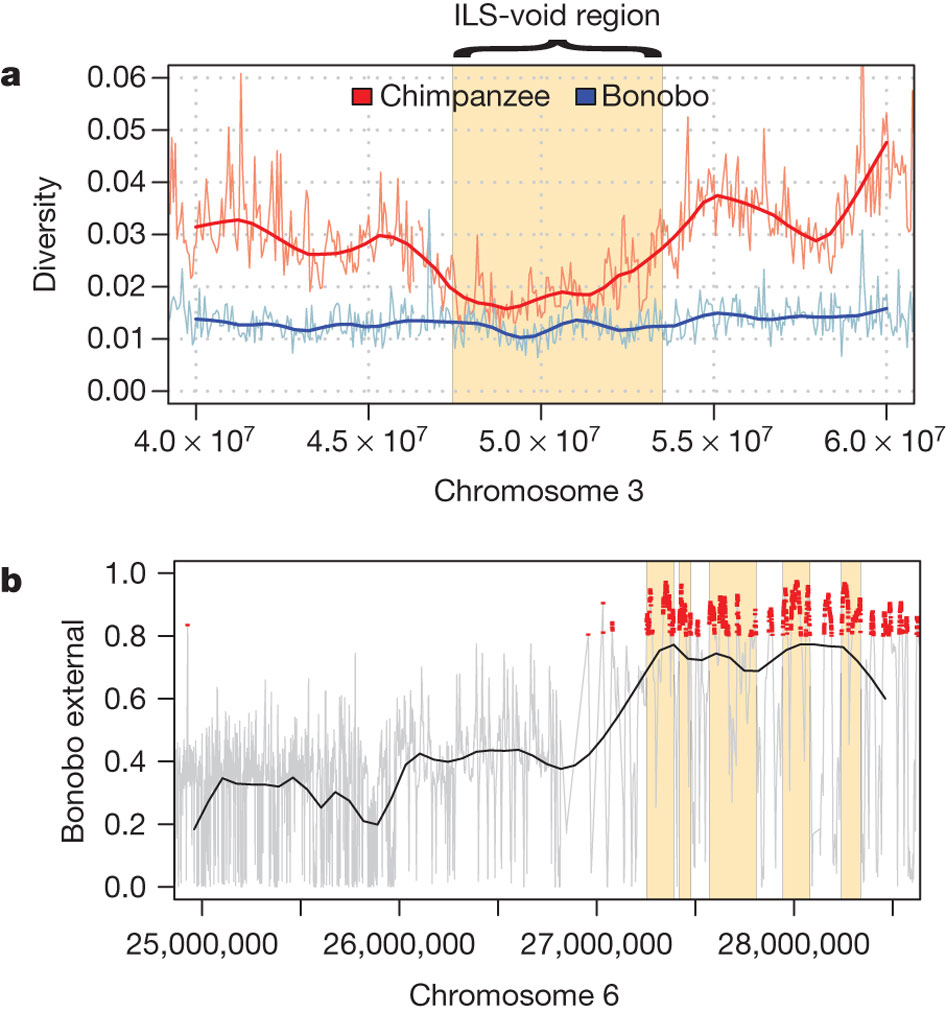 ILS-void region
a
Chimpanzee Bonobo
0.06
0.05
0.04
0.03
0.02
0.01
0.00
Diversity
4.0 × 10⁷ 4.5 × 10⁷ 5.0 × 10⁷ 5.5 × 10⁷ 6.0 × 10⁷
Chromosome 3
b
1.0
0.8
0.6
0.4
0.2
0.0
Bonobo external
25,000,000 26,000,000 27,000,000 28,000,000
Chromosome 6